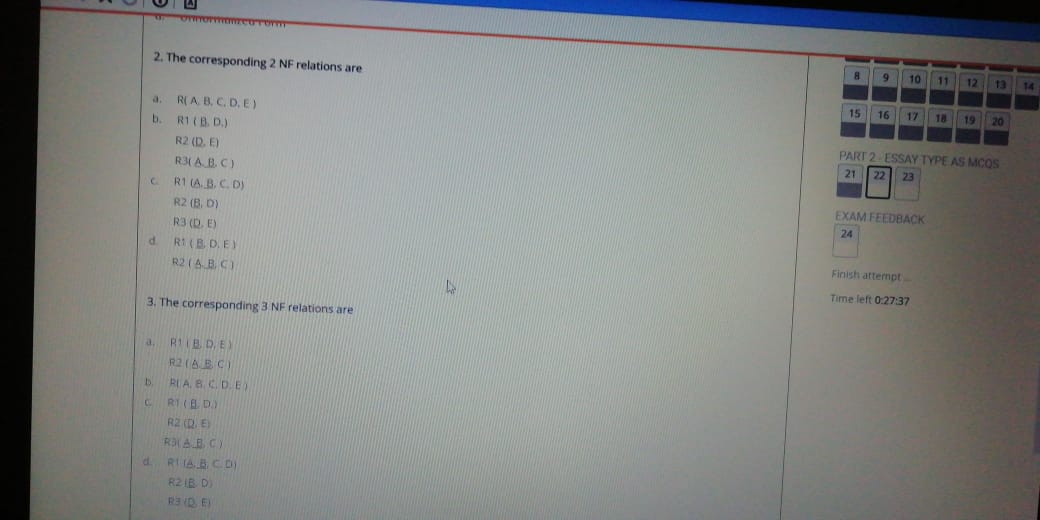 Unnormalized Form
2. The corresponding 2 NF relations are
a. R( A, B, C, D, E )
b. R1 ( B, D.)
R2 (D, E)
R3( A, B, C )
c. R1 (A, B, C, D)
R2 (B, D)
R3 (D, E)
d. R1 ( B, D, E )
R2 ( A, B, C )
3. The corresponding 3 NF relations are
a. R1 ( B, D, E )
R2 ( A, B, C )
b. R( A, B, C, D, E )
c. R1 ( B, D.)
R2 (D, E)
R3( A, B, C )
d. R1 (A, B, C, D)
R2 (B, D)
R3 (D, E)
8 9 10 11 12 13 14
15 16 17 18 19 20
PART 2 - ESSAY TYPE AS MCQS
21 22 23
EXAM FEEDBACK
24
Finish attempt ...
Time left 0:27:37